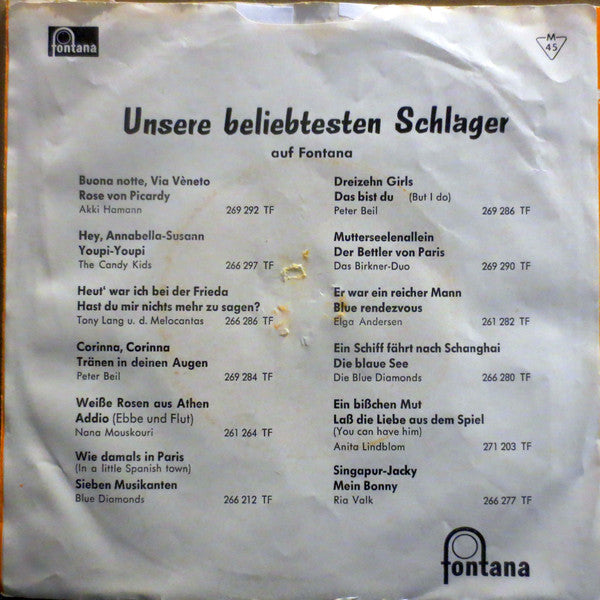 fontana
M
45
Unsere beliebtesten Schlager
auf Fontana
Buona notte, Via Vèneto
Rose von Picardy
Akki Hamann 269 292 TF
Hey, Annabella-Susann
Youpi-Youpi
The Candy Kids 266 297 TF
Heut' war ich bei der Frieda
Hast du mir nichts mehr zu sagen?
Tony Lang u. d. Melocantas 266 286 TF
Corinna, Corinna
Tränen in deinen Augen
Peter Beil 269 284 TF
Weiße Rosen aus Athen
Addio (Ebbe und Flut)
Nana Mouskouri 261 264 TF
Wie damals in Paris
(In a little Spanish town)
Sieben Musikanten
Blue Diamonds 266 212 TF
Dreizehn Girls
Das bist du (But I do)
Peter Beil 269 286 TF
Mutterseelenallein
Der Bettler von Paris
Das Birkner-Duo 269 290 TF
Er war ein reicher Mann
Blue rendezvous
Elga Andersen 261 282 TF
Ein Schiff fährt nach Schanghai
Die blaue See
Die Blue Diamonds 266 280 TF
Ein bißchen Mut
Laß die Liebe aus dem Spiel
(You can have him)
Anita Lindblom 271 203 TF
Singapur-Jacky
Mein Bonny
Ria Valk 266 277 TF
fontana